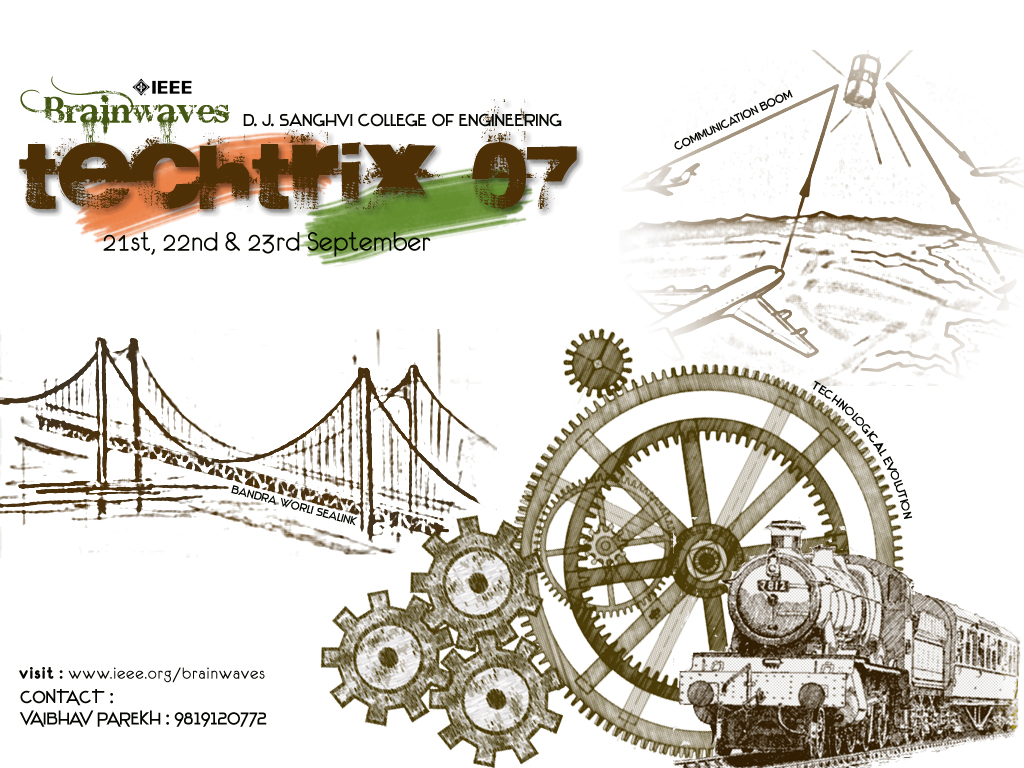 IEEE
Brainwaves
D. J. SANGHVI COLLEGE OF ENGINEERING
techtrix 07
21st, 22nd & 23rd September
COMMUNICATION BOOM
TECHNOLOGICAL EVOLUTION
BANDRA WORLI SEALINK
7812
visit : www.ieee.org/brainwaves
CONTACT :
VAIBHAV PAREKH : 9819120772